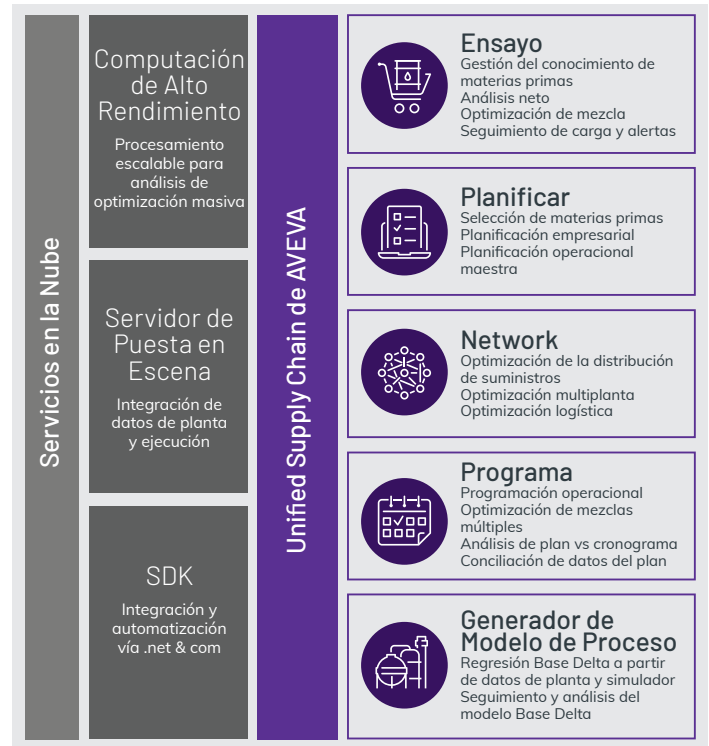 Servicios en la Nube
Computación
de Alto
Rendimiento
Procesamiento
escalable para
análisis de
optimización masiva
Servidor de
Puesta en
Escena
Integración de
datos de planta
y ejecución
SDK
Integración y
automatización
vía .net & com
Unified Supply Chain de AVEVA
Ensayo
Gestión del conocimiento de
materias primas
Análisis neto
Optimización de mezcla
Seguimiento de carga y alertas
Planificar
Selección de materias primas
Planificación empresarial
Planificación operacional
maestra
Network
Optimización de la distribución
de suministros
Optimización multiplanta
Optimización logística
Programa
Programación operacional
Optimización de mezclas
múltiples
Análisis de plan vs cronograma
Conciliación de datos del plan
Generador de
Modelo de Proceso
Regresión Base Delta a partir
de datos de planta y simulador
Seguimiento y análisis del
modelo Base Delta